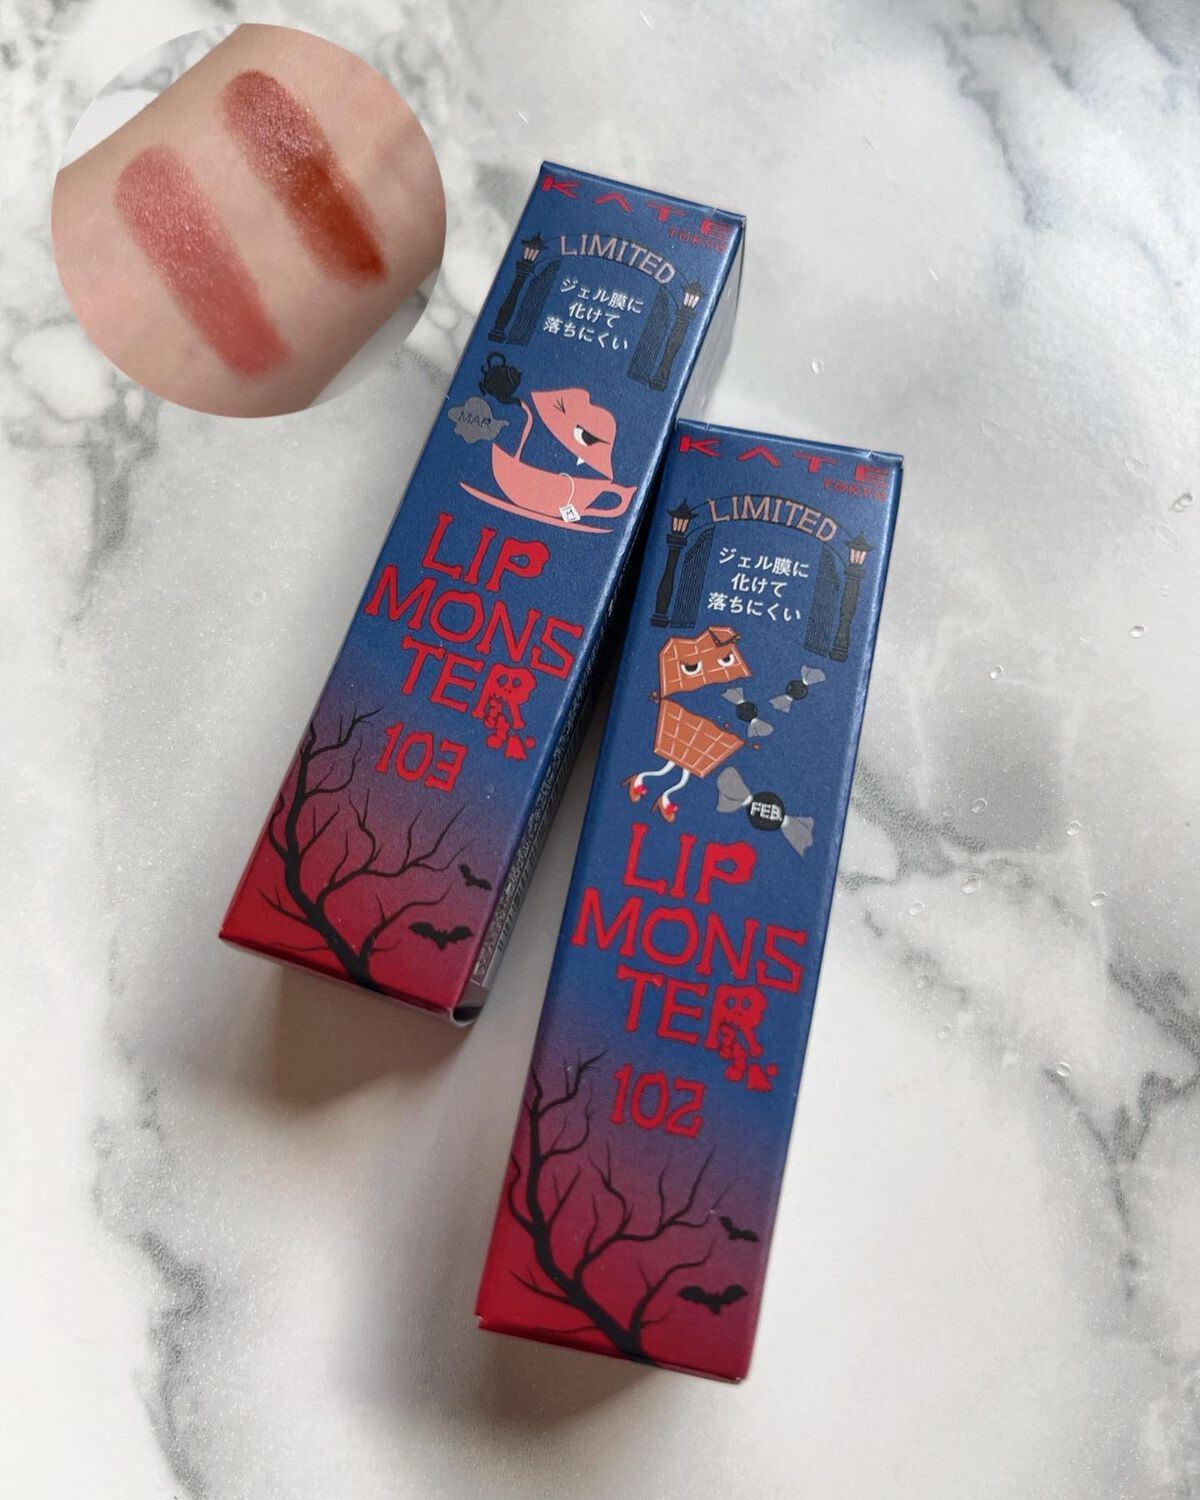 KATE
TOKYO
LIMITED
ジェル膜に
化けて
落ちにくい
MAR.
M
LIP
MONS
TER
103
KATE
TOKYO
LIMITED
ジェル膜に
化けて
落ちにくい
FEB.
LIP
MONS
TER
102